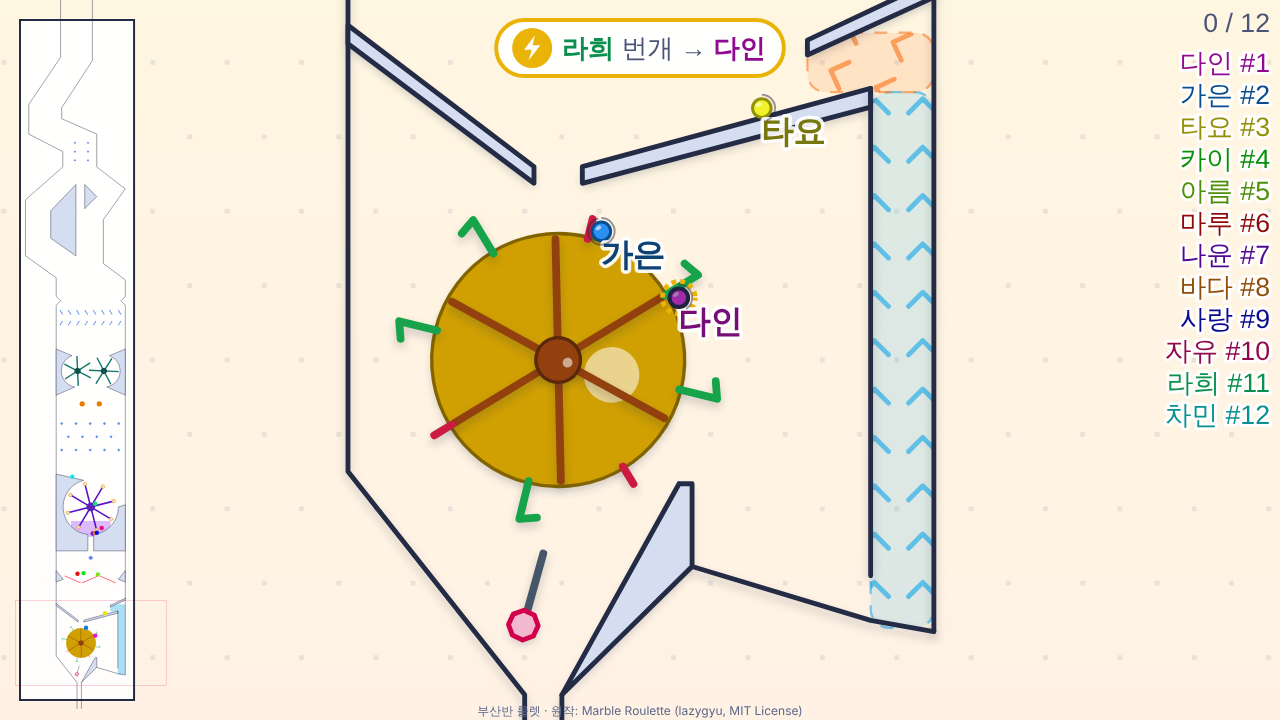 라희 번개 → 다인
타요
가은
다인
0 / 12
다인 #1
가은 #2
타요 #3
카이 #4
아름 #5
마루 #6
나윤 #7
바다 #8
사랑 #9
자유 #10
라희 #11
차민 #12
부산반 룰렛 · 원작: Marble Roulette (lazygyu, MIT License)